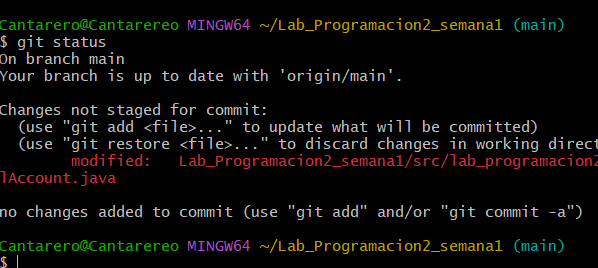 Cantarero@Cantarereo MINGW64 ~/Lab_Programacion2_semana1 (main)
$ git status
On branch main
Your branch is up to date with 'origin/main'.
Changes not staged for commit:
(use "git add <file>..." to update what will be committed)
(use "git restore <file>..." to discard changes in working direct
modified: Lab_Programacion2_semana1/src/lab_programacion2
lAccount.java
no changes added to commit (use "git add" and/or "git commit -a")
Cantarero@Cantarereo MINGW64 ~/Lab_Programacion2_semana1 (main)
$